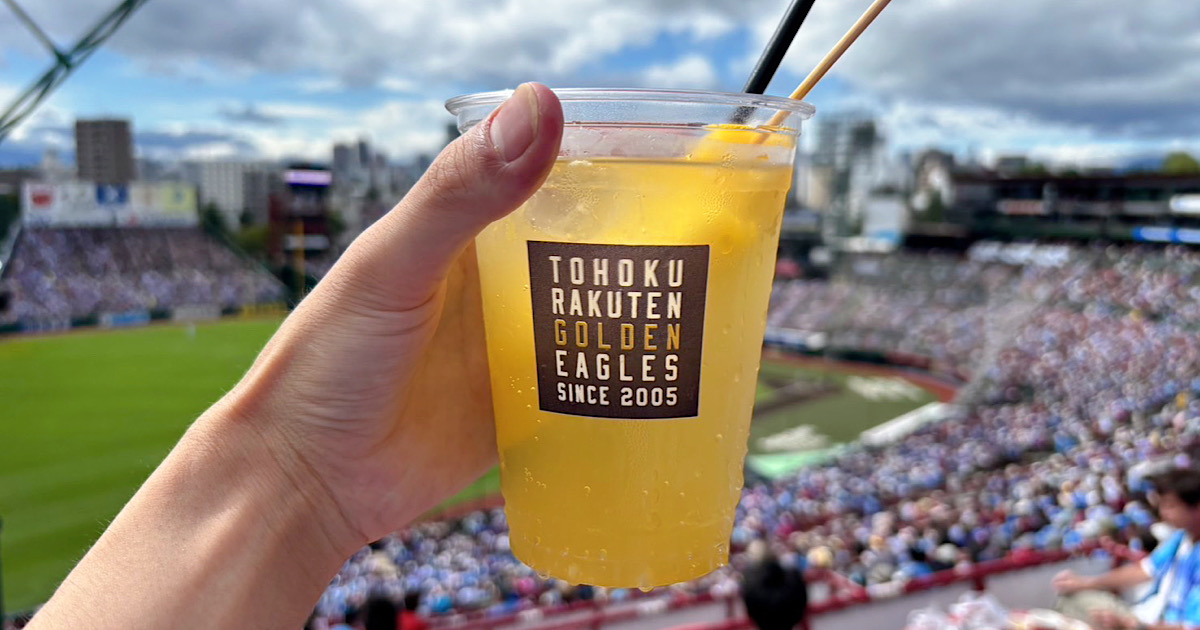 TOHOKU
RAKUTEN
GOLDEN
EAGLES
SINCE 2005